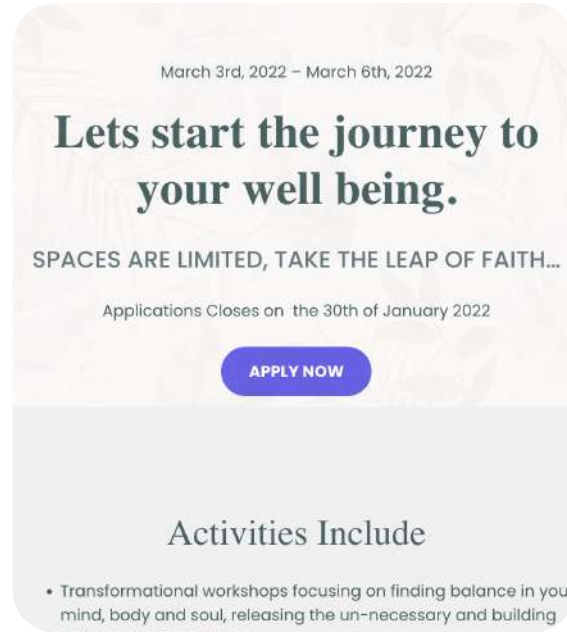 March 3rd, 2022 – March 6th, 2022
Lets start the journey to
your well being.
SPACES ARE LIMITED, TAKE THE LEAP OF FAITH...
Applications Closes on the 30th of January 2022
APPLY NOW
Activities Include
• Transformational workshops focusing on finding balance in you
mind, body and soul, releasing the un-necessary and building